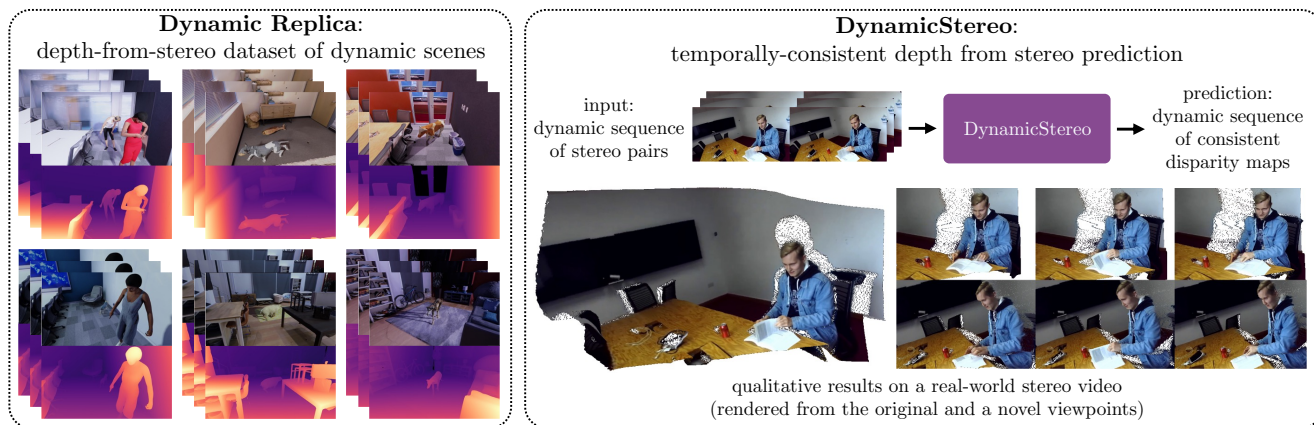 Dynamic Replica:
depth-from-stereo dataset of dynamic scenes
DynamicStereo:
temporally-consistent depth from stereo prediction
input:
dynamic sequence
of stereo pairs
DynamicStereo
prediction:
dynamic sequence
of consistent
disparity maps
qualitative results on a real-world stereo video
(rendered from the original and a novel viewpoints)